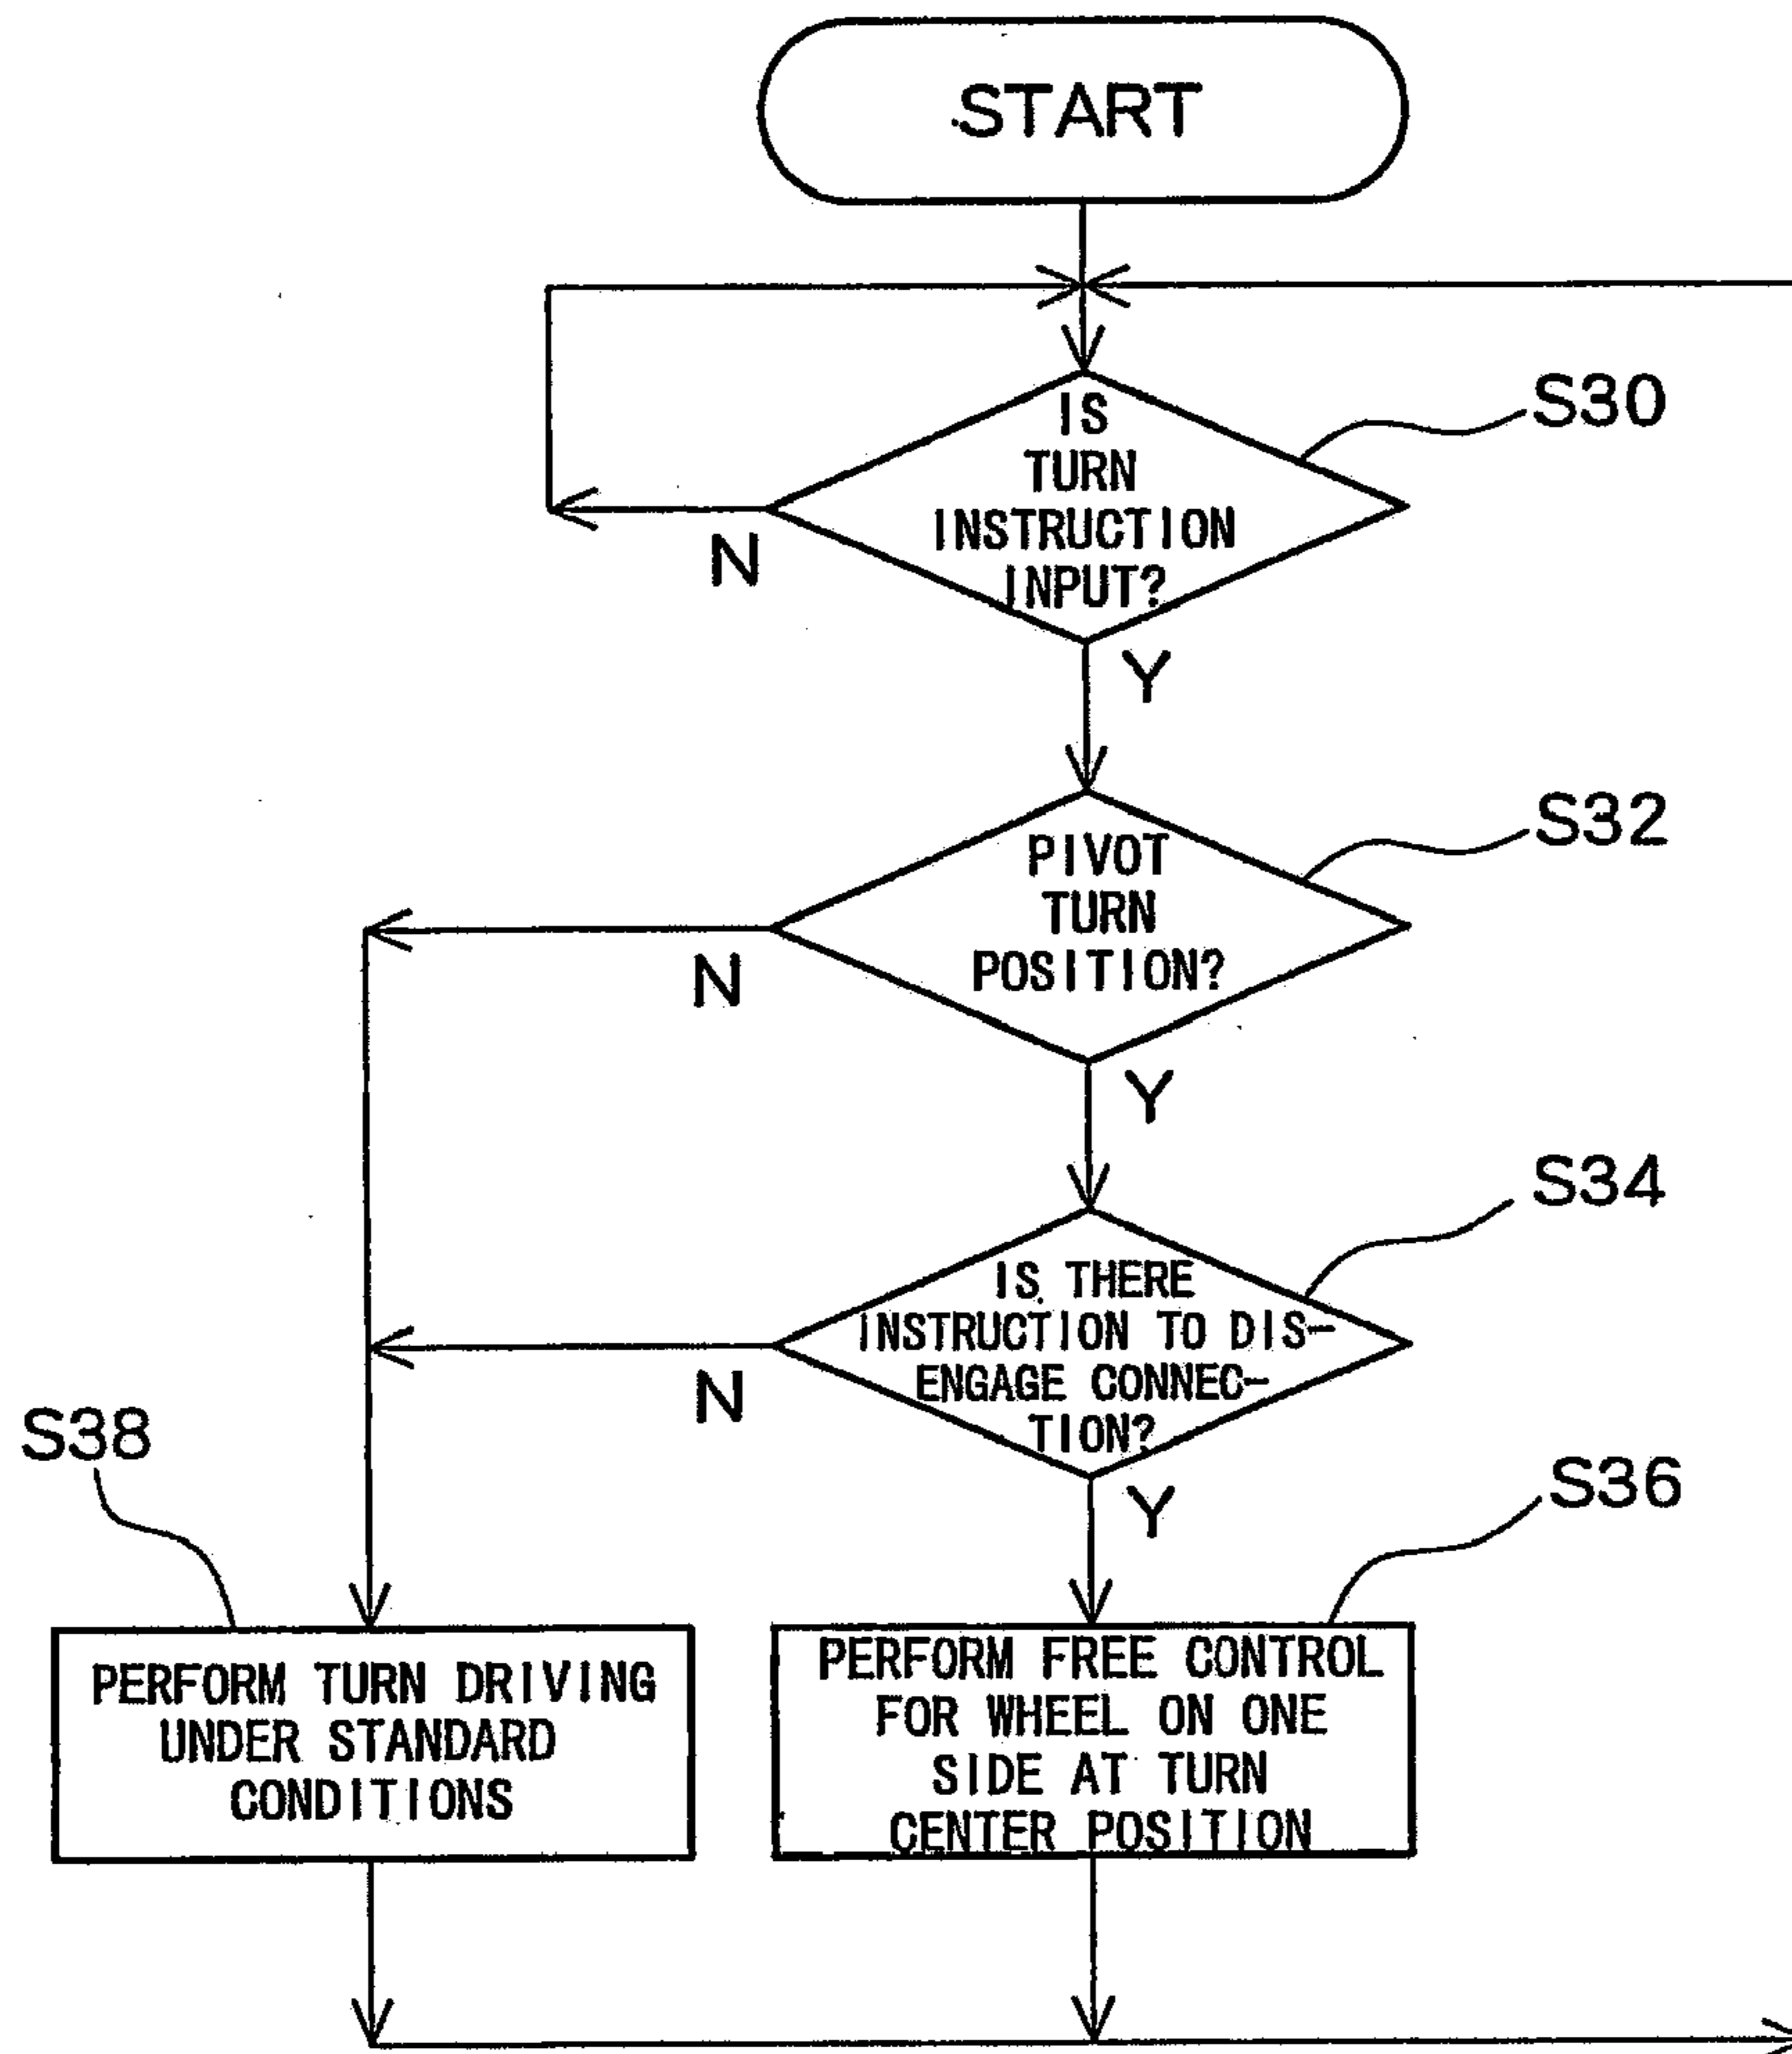 START
S30
IS
TURN
INSTRUCTION
INPUT?
N
Y
S32
PIVOT
TURN
POSITION?
N
Y
S34
IS THERE
INSTRUCTION TO DIS-
ENGAGE CONNEC-
TION?
N
Y
S38
S36
PERFORM TURN DRIVING
UNDER STANDARD
CONDITIONS
PERFORM FREE CONTROL
FOR WHEEL ON ONE
SIDE AT TURN
CENTER POSITION